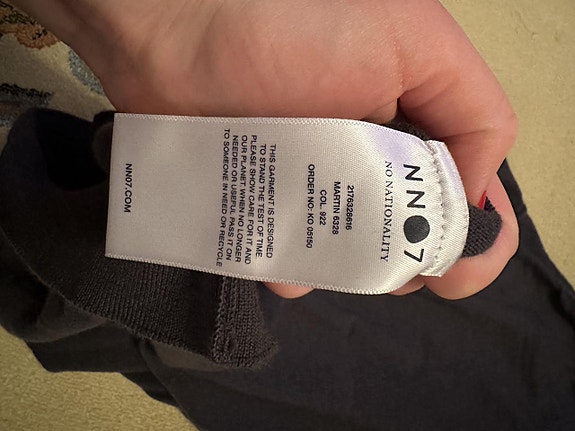 NN07
NO NATIONALITY
2176328616
MARTIN 6328
COL. 922
ORDER NO: KO 05150
THIS GARMENT IS DESIGNED
TO STAND THE TEST OF TIME.
PLEASE SHOW CARE FOR IT AND
OUR PLANET. WHEN NO LONGER
NEEDED OR USEFUL PASS IT ON
TO SOMEONE IN NEED OR RECYCLE
NN07.COM